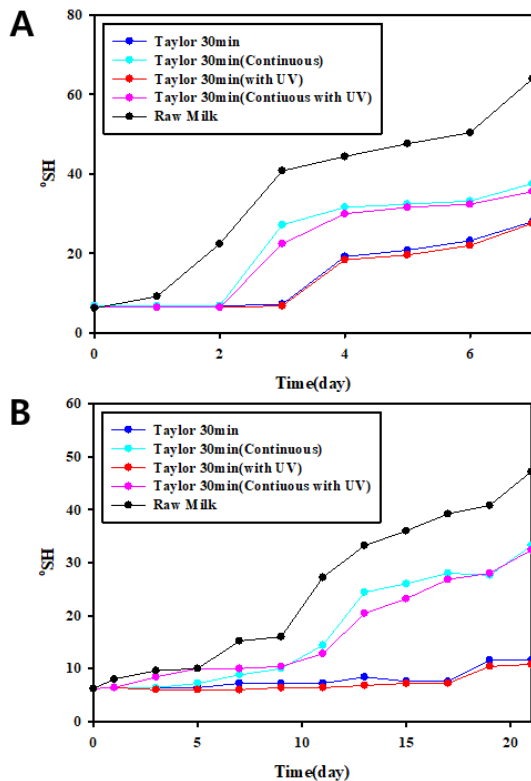 A
80
60
40
20
0
°SH
Taylor 30min
Taylor 30min(Continuous)
Taylor 30min(with UV)
Taylor 30min(Contiuous with UV)
Raw Milk
0 2 4 6
Time(day)
B
60
50
40
30
20
10
0
°SH
Taylor 30min
Taylor 30min(Continuous)
Taylor 30min(with UV)
Taylor 30min(Contiuous with UV)
Raw Milk
0 5 10 15 20
Time(day)